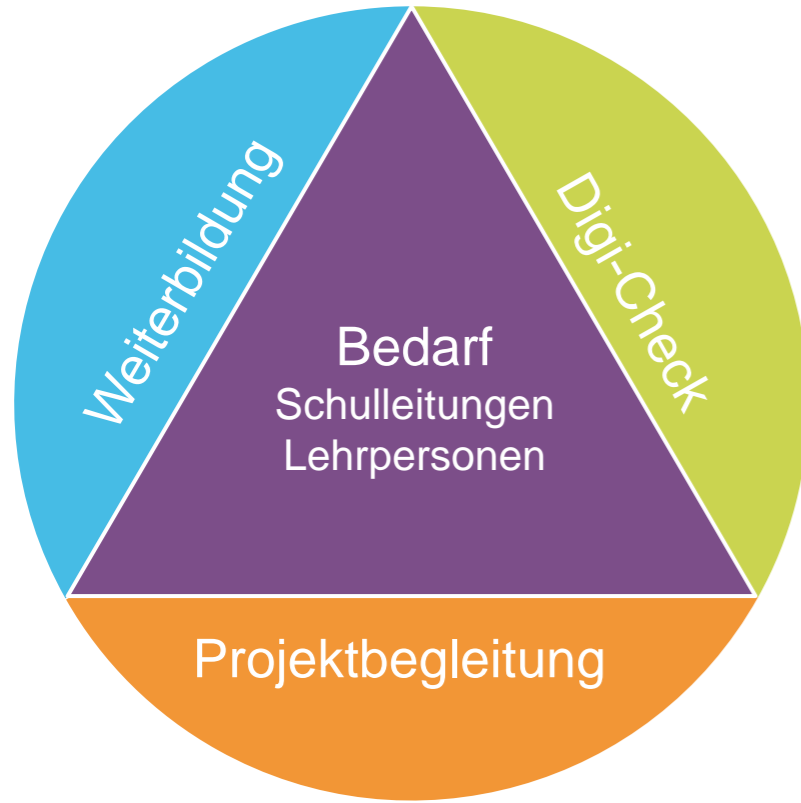 Weiterbildung
Digi-Check
Bedarf
Schulleitungen
Lehrpersonen
Projektbegleitung